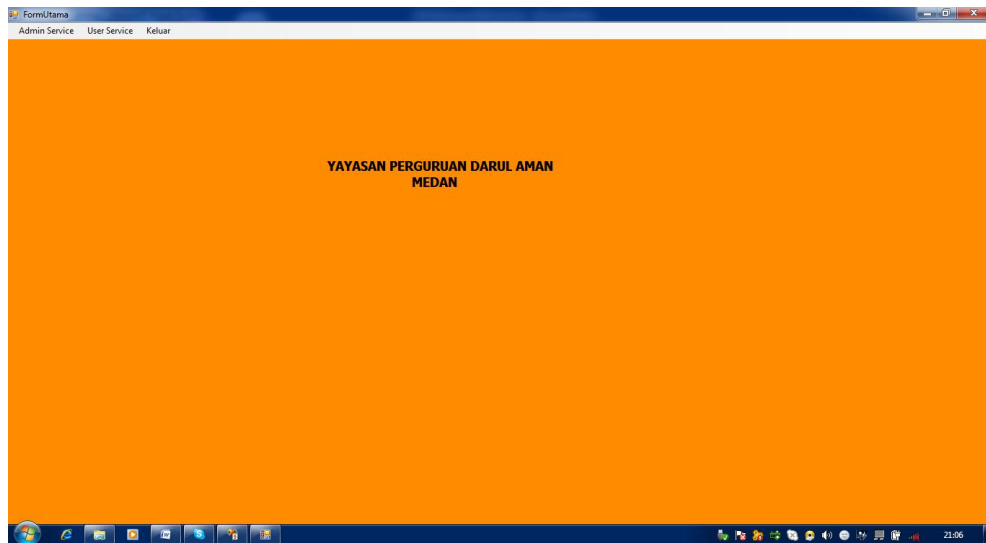 FormUtama
Admin Service User Service Keluar
YAYASAN PERGURUAN DARUL AMAN
MEDAN
21:06